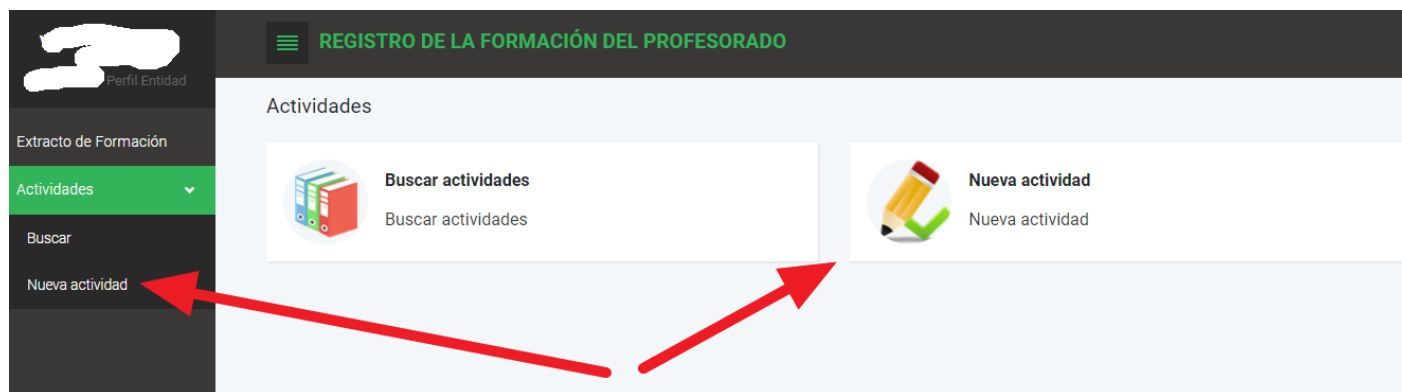 REGISTRO DE LA FORMACIÓN DEL PROFESORADO
Perfil Entidad
Actividades
Extracto de Formación
Actividades
Buscar
Nueva actividad
Buscar actividades
Buscar actividades
Nueva actividad
Nueva actividad